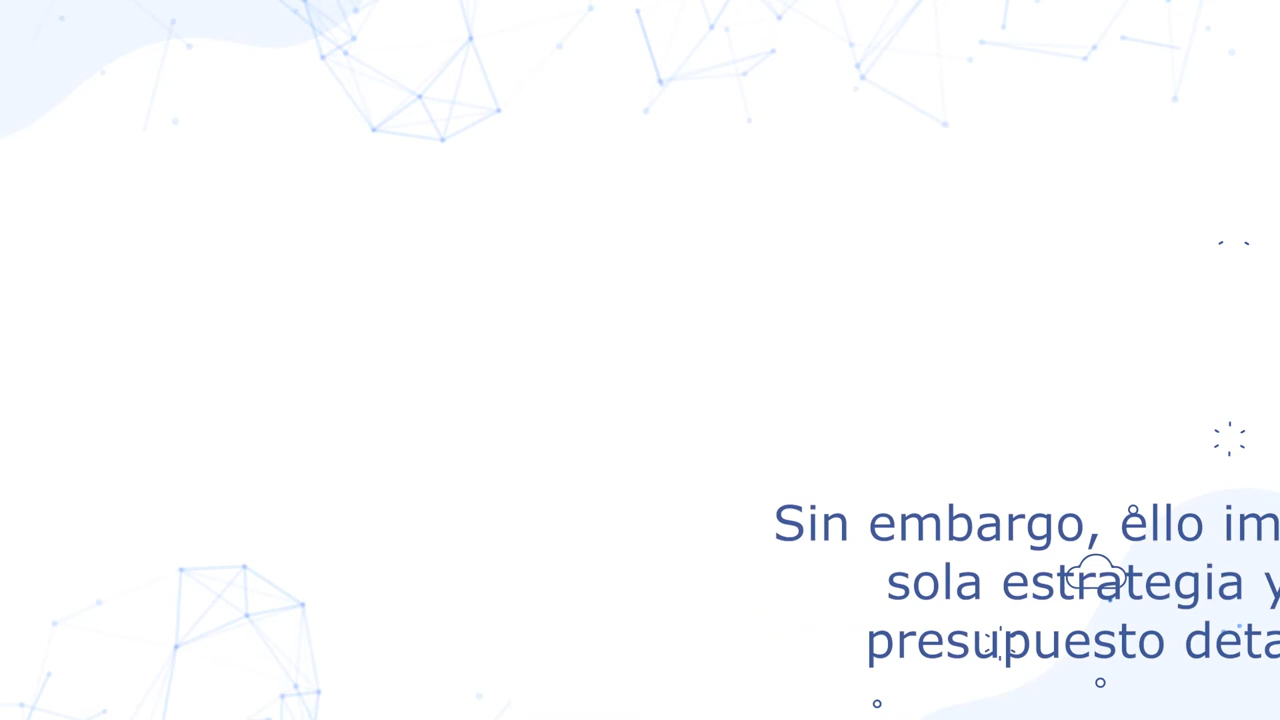 Sin embargo, ello im
sola estrategia y
presupuesto deta